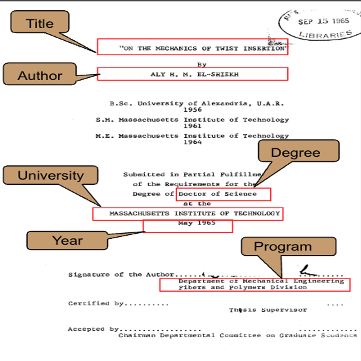 Title
SEP 15 1965
LIBRARIES
"ON THE MECHANICS OF TWIST INSERTION"
By
Author
ALY H. M. EL-SHIEKH
B.Sc. University of Alexandria, U.A.R.
1956
S.M. Massachusetts Institute of Technology
1961
M.E. Massachusetts Institute of Technology
1964
Degree
University
Submitted in Partial Fulfillm
of the Requirements for the
Degree of Doctor of Science
at the
MASSACHUSETTS INSTITUTE OF TECHNOLOGY
May 1965
Year
Program
Signature of the Author
Department of Mechanical Engineering
Fibers and Polymers Division
Certified by..........
Thesis Supervisor
Accepted by................
Chairman Departmental Committee on Graduate Students